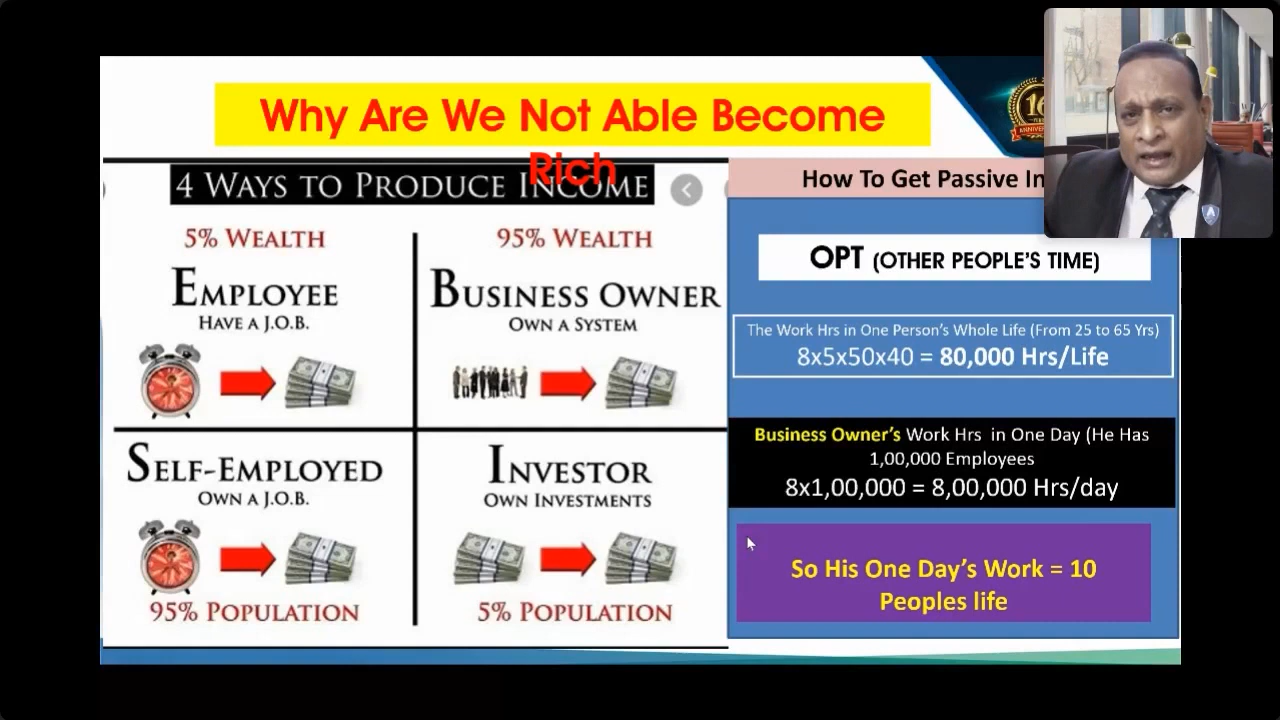 Why Are We Not Able Become
Rich
4 WAYS TO PRODUCE INCOME
5% WEALTH
95% WEALTH
EMPLOYEE
HAVE A J.O.B.
BUSINESS OWNER
OWN A SYSTEM
SELF-EMPLOYED
OWN A J.O.B.
INVESTOR
OWN INVESTMENTS
95% POPULATION
5% POPULATION
How To Get Passive In
OPT (OTHER PEOPLE'S TIME)
The Work Hrs in One Person's Whole Life (From 25 to 65 Yrs)
8x5x50x40 = 80,000 Hrs/Life
Business Owner's Work Hrs in One Day (He Has
1,00,000 Employees
8x1,00,000 = 8,00,000 Hrs/day
So His One Day's Work = 10
Peoples life